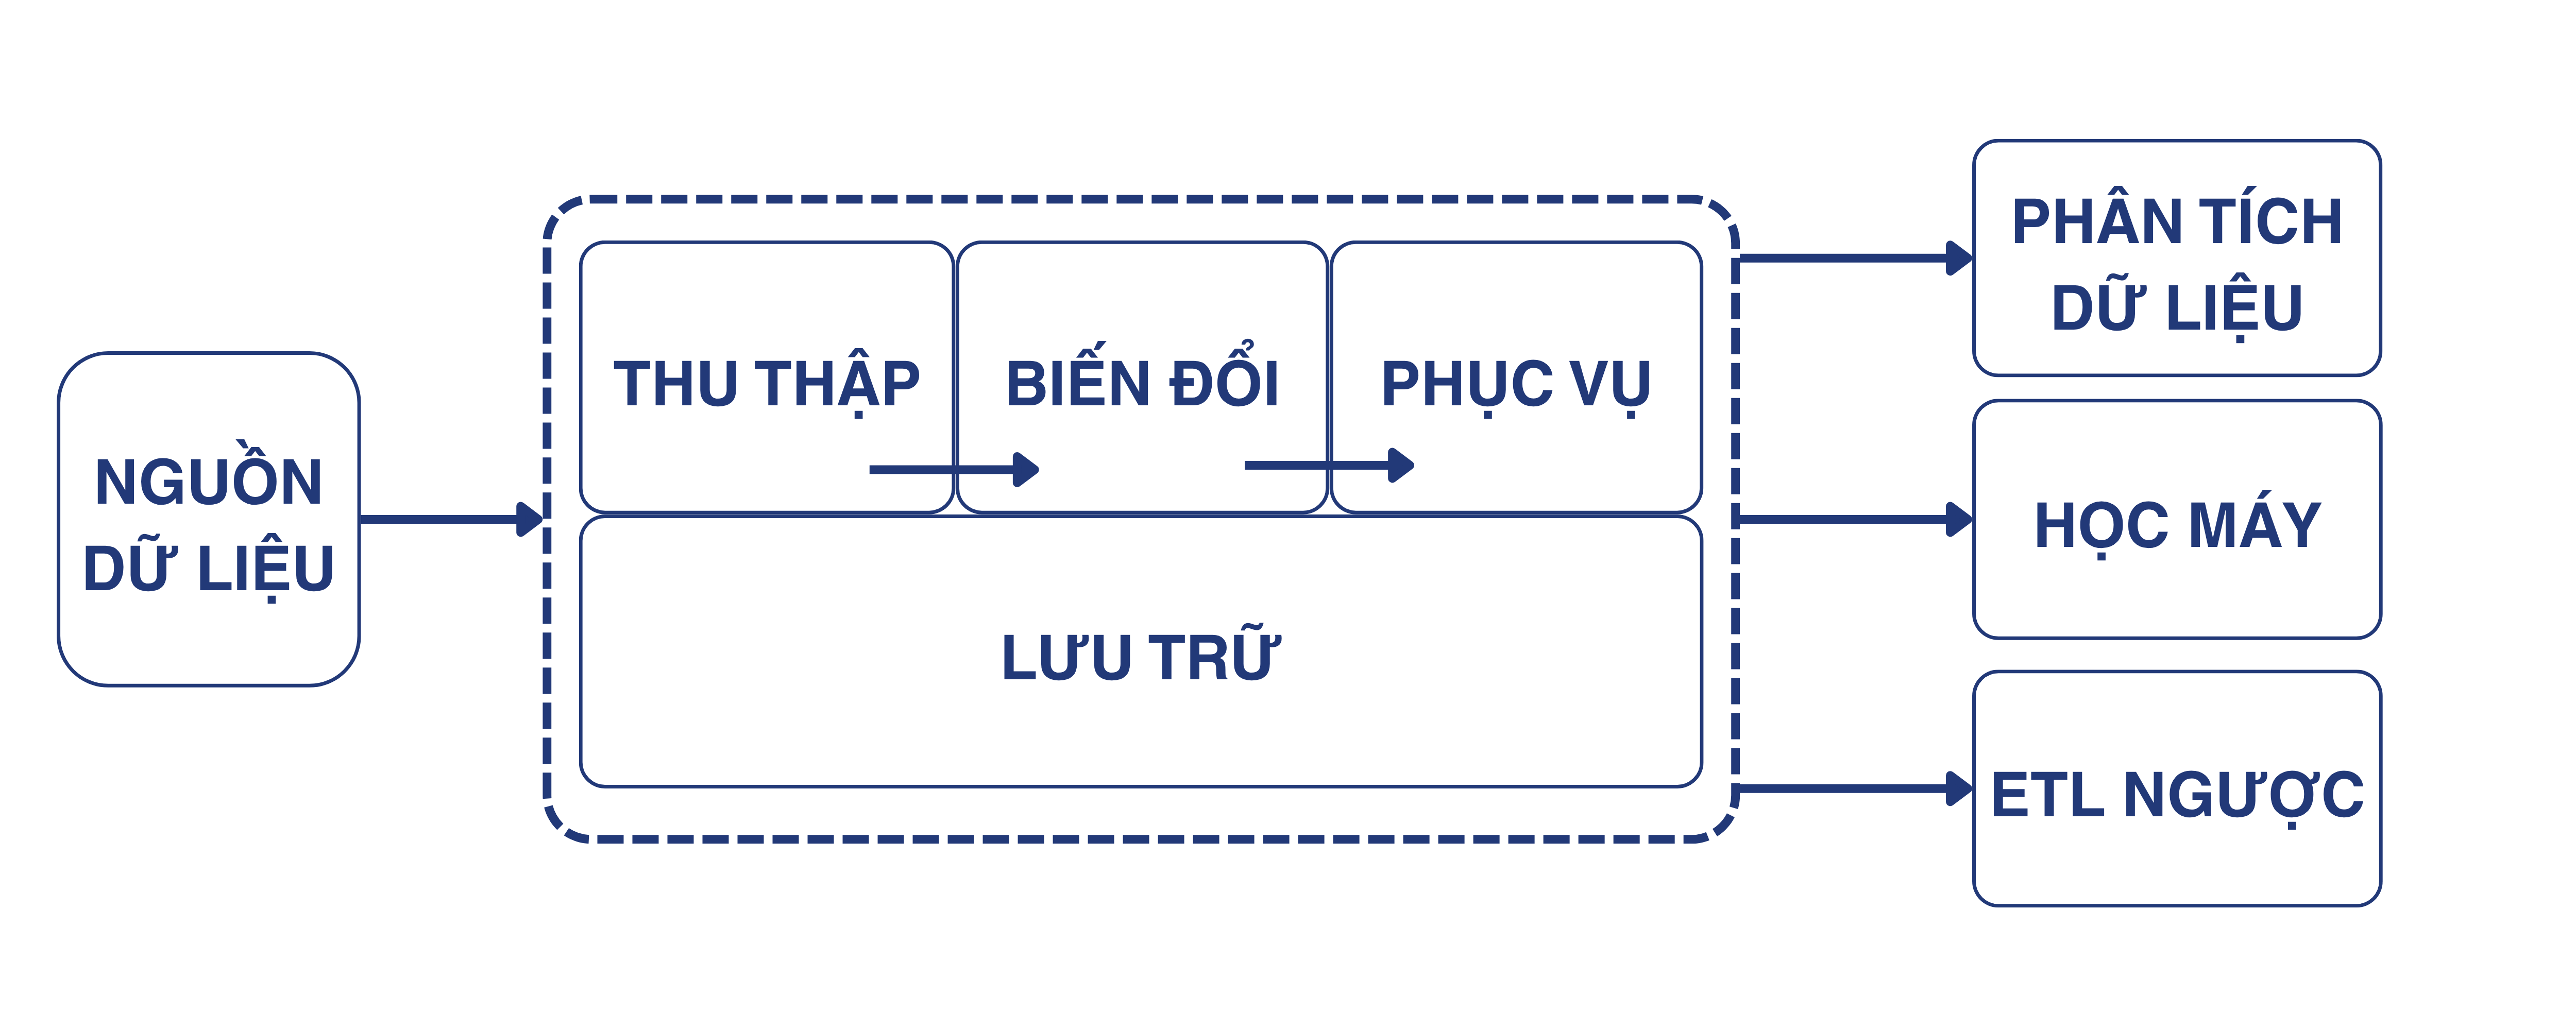 NGUỒN
DỮ LIỆU
THU THẬP
BIẾN ĐỔI
PHỤC VỤ
LƯU TRỮ
PHÂN TÍCH
DỮ LIỆU
HỌC MÁY
ETL NGƯỢC